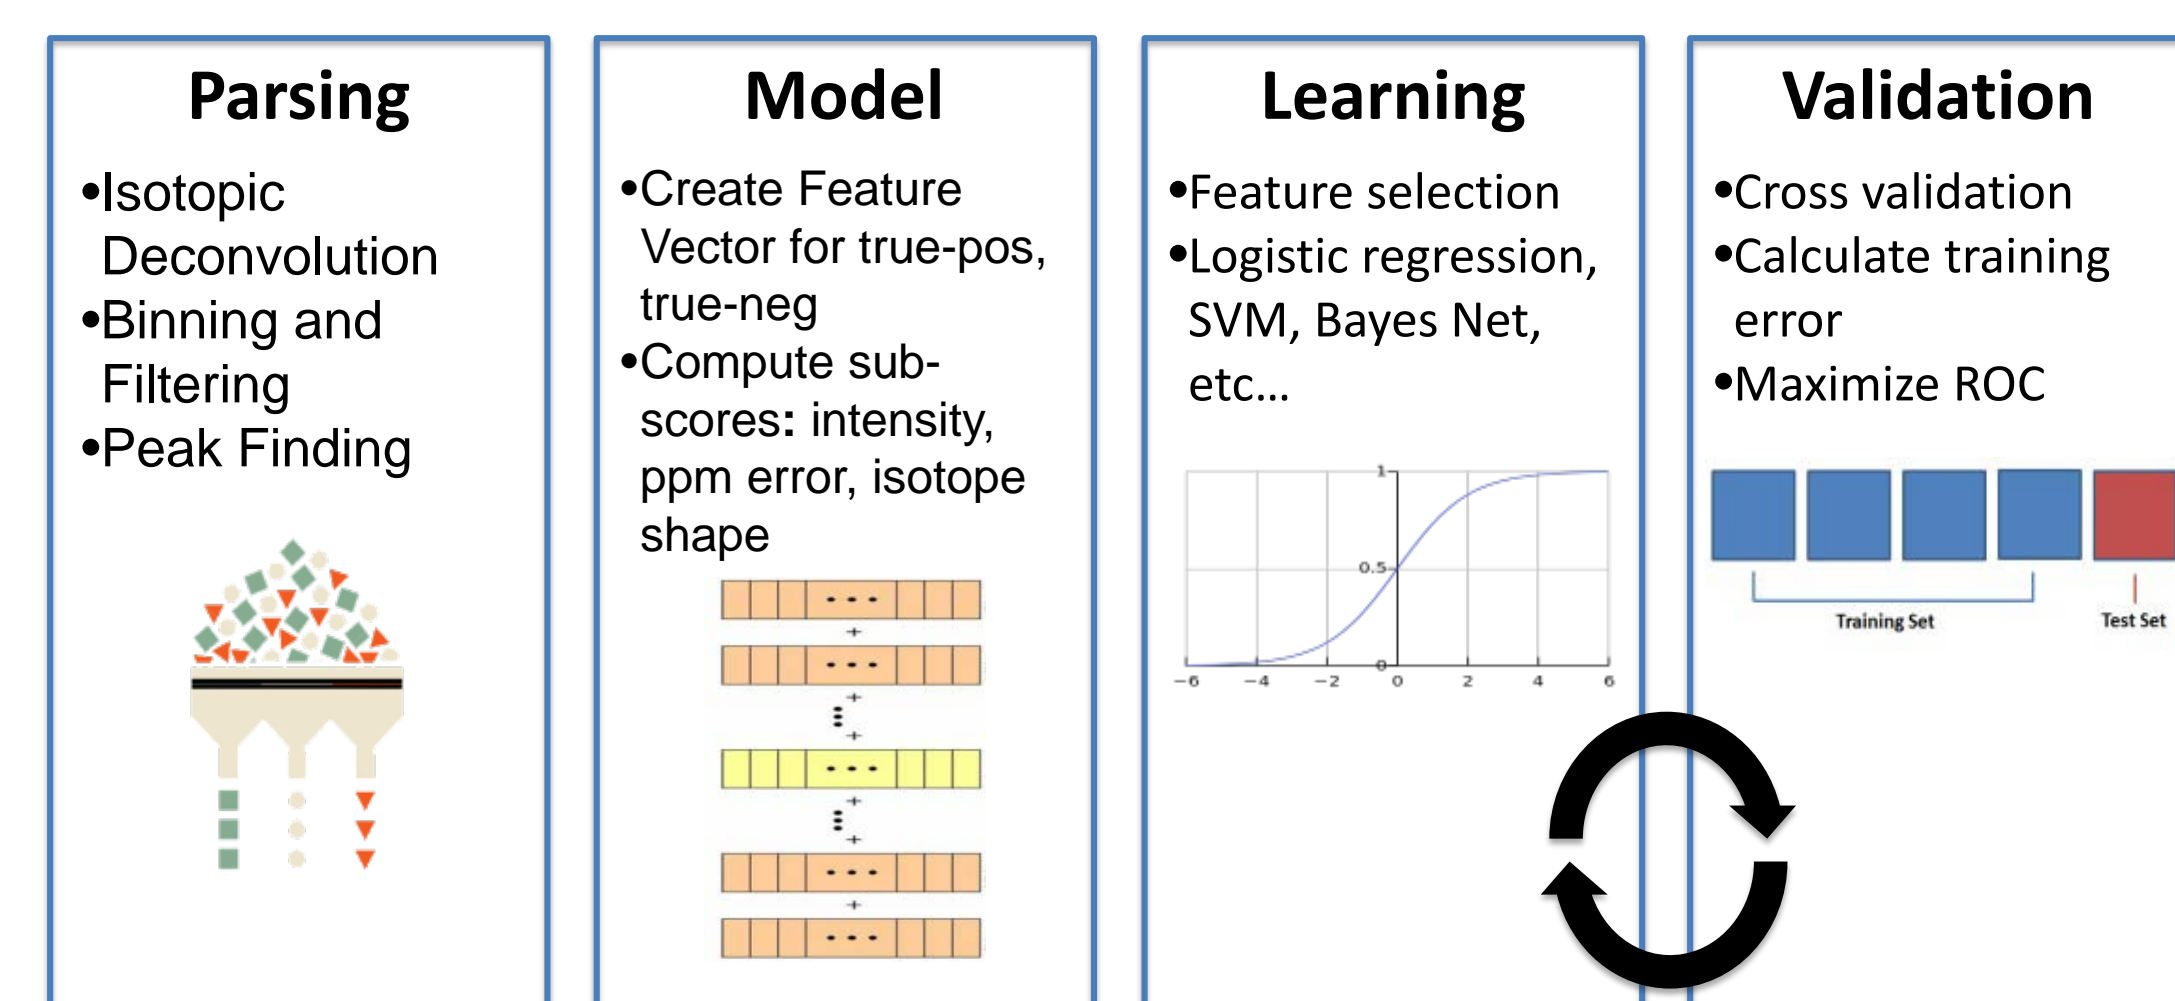 Parsing
•Isotopic
Deconvolution
•Binning and
Filtering
•Peak Finding
Model
•Create Feature
Vector for true-pos,
true-neg
•Compute sub-
scores: intensity,
ppm error, isotope
shape
Learning
•Feature selection
•Logistic regression,
SVM, Bayes Net,
etc...
1
0.5
0
−6 −4 −2 0 2 4 6
Validation
•Cross validation
•Calculate training
error
•Maximize ROC
Training Set
Test Set